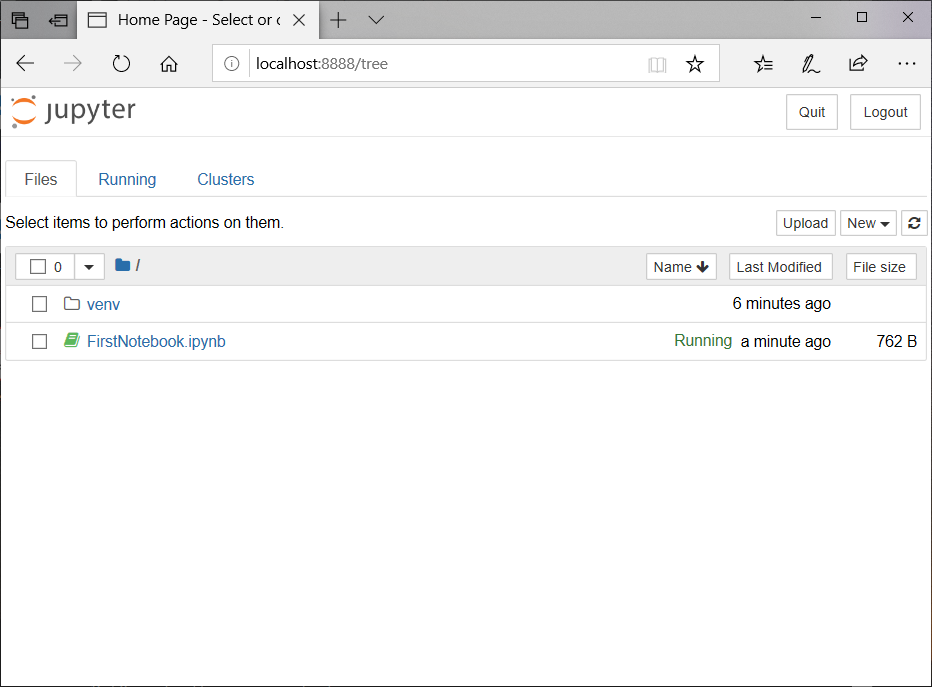 Home Page - Select or c
localhost:8888/tree
jupyter
Quit
Logout
Files
Running
Clusters
Select items to perform actions on them.
Upload
New
0
/
Name
Last Modified
File size
venv
6 minutes ago
FirstNotebook.ipynb
Running
a minute ago
762 B